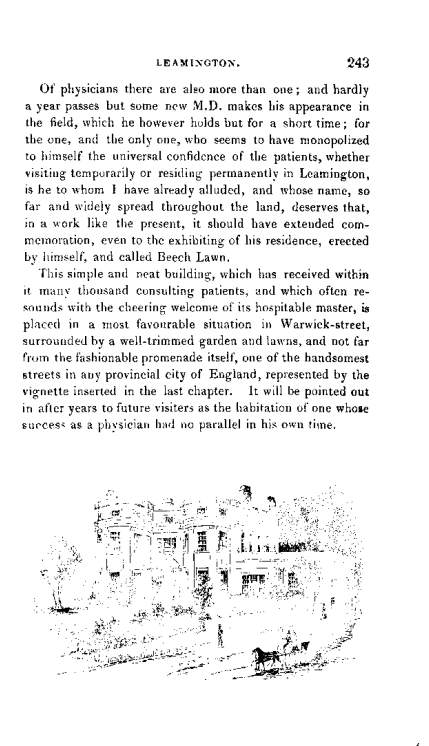 LEAMINGTON. 243
Of physicians there are also more than one; and hardly
a year passes but some new M.D. makes his appearance in
the field, which he however holds but for a short time; for
the one, and the only one, who seems to have monopolized
to himself the universal confidence of the patients, whether
visiting temporarily or residing permanently in Leamington,
is he to whom I have already alluded, and whose name, so
far and widely spread throughout the land, deserves that,
in a work like the present, it should have extended com-
memoration, even to the exhibiting of his residence, erected
by himself, and called Beech Lawn.
This simple and neat building, which has received within
it many thousand consulting patients, and which often re-
sounds with the cheering welcome of its hospitable master, is
placed in a most favourable situation in Warwick-street,
surrounded by a well-trimmed garden and lawns, and not far
from the fashionable promenade itself, one of the handsomest
streets in any provincial city of England, represented by the
vignette inserted in the last chapter. It will be pointed out
in after years to future visiters as the habitation of one whose
success as a physician had no parallel in his own time.